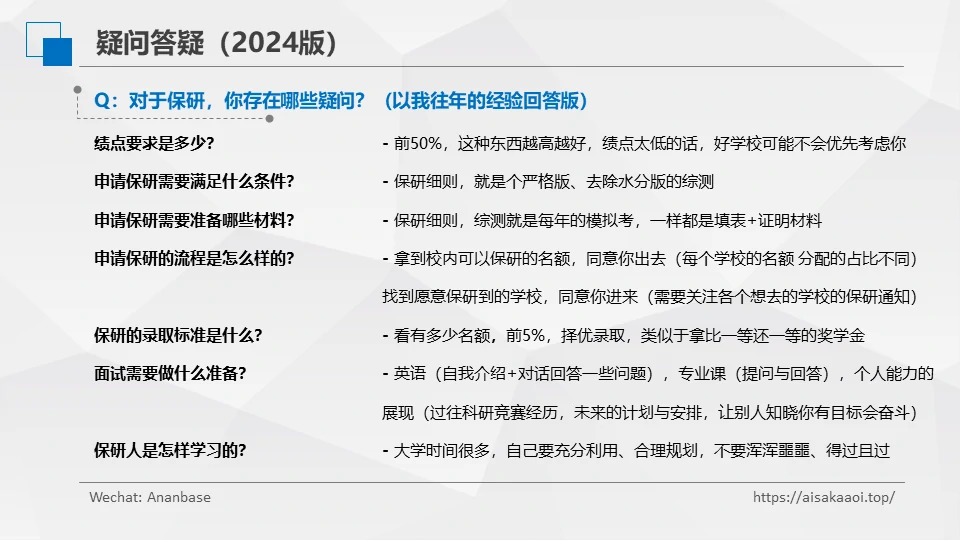 疑问答疑（2024版）
Q：对于保研，你存在哪些疑问？（以我往年的经验回答版）
绩点要求是多少？ - 前50%，这种东西越高越好，绩点太低的话，好学校可能不会优先考虑你
申请保研需要满足什么条件？ - 保研细则，就是个严格版、去除水分版的综测
申请保研需要准备哪些材料？ - 保研细则，综测就是每年的模拟考，一样都是填表+证明材料
申请保研的流程是怎么样的？ - 拿到校内可以保研的名额，同意你出去（每个学校的名额 分配的占比不同）
找到愿意保研到的学校，同意你进来（需要关注各个想去的学校的保研通知）
保研的录取标准是什么？ - 看有多少名额，前5%，择优录取，类似于拿比一等还一等的奖学金
面试需要做什么准备？ - 英语（自我介绍+对话回答一些问题），专业课（提问与回答），个人能力的
展现（过往科研竞赛经历，未来的计划与安排，让别人知晓你有目标会奋斗）
保研人是怎样学习的？ - 大学时间很多，自己要充分利用、合理规划，不要浑浑噩噩、得过且过
Wechat: Ananbase https://aisakaaoi.top/